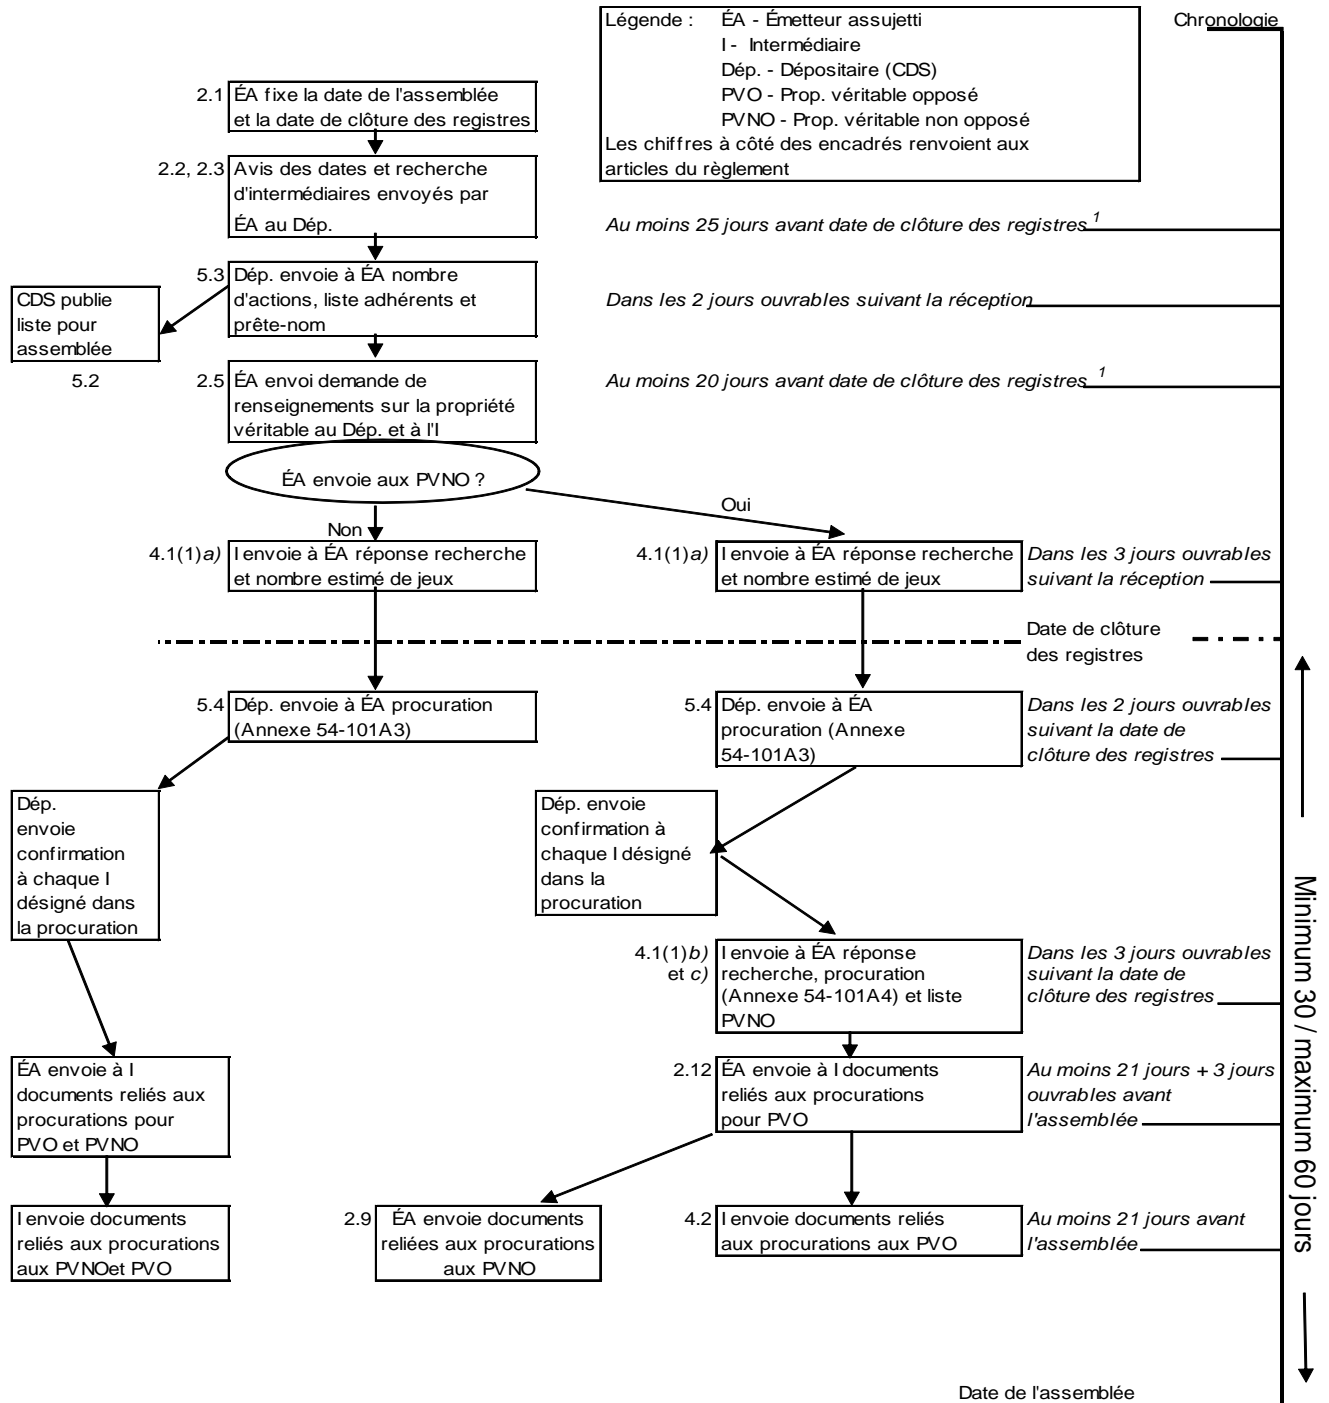 Légende : ÉA - Émetteur assujetti
I - Intermédiaire
Dép. - Dépositaire (CDS)
PVO - Prop. véritable opposé
PVNO - Prop. véritable non opposé
Les chiffres à côté des encadrés renvoient aux
articles du règlement
Chronologie
2.1 ÉA fixe la date de l'assemblée
et la date de clôture des registres
2.2, 2.3 Avis des dates et recherche
d'intermédiaires envoyés par
ÉA au Dép.
Au moins 25 jours avant date de clôture des registres 1
5.3 Dép. envoie à ÉA nombre
d'actions, liste adhérents et
prête-nom
Dans les 2 jours ouvrables suivant la réception
CDS publie
liste pour
assemblée
5.2
2.5 ÉA envoi demande de
renseignements sur la propriété
véritable au Dép. et à l'I
Au moins 20 jours avant date de clôture des registres 1
ÉA envoie aux PVNO ?
Oui
Non
4.1(1)a) I envoie à ÉA réponse recherche
et nombre estimé de jeux
4.1(1)a) I envoie à ÉA réponse recherche
et nombre estimé de jeux
Dans les 3 jours ouvrables
suivant la réception
Date de clôture
des registres
5.4 Dép. envoie à ÉA procuration
(Annexe 54-101A3)
5.4 Dép. envoie à ÉA
procuration (Annexe
54-101A3)
Dans les 2 jours ouvrables
suivant la date de
clôture des registres
Dép.
envoie
confirmation
à chaque I
désigné dans
la procuration
Dép. envoie
confirmation à
chaque I désigné
dans la
procuration
4.1(1)b)
et c)
I envoie à ÉA réponse
recherche, procuration
(Annexe 54-101A4) et liste
PVNO
Dans les 3 jours ouvrables
suivant la date de
clôture des registres
Minimum 30 / maximum 60 jours
ÉA envoie à I
documents reliés aux
procurations pour
PVO et PVNO
2.12 ÉA envoie à I documents
reliés aux procurations
pour PVO
Au moins 21 jours + 3 jours
ouvrables avant
l'assemblée
I envoie documents
reliés aux procurations
aux PVNOet PVO
2.9 ÉA envoie documents
reliées aux procurations
aux PVNO
4.2 I envoie documents reliés
aux procurations aux PVO
Au moins 21 jours avant
l'assemblée
Date de l'assemblée